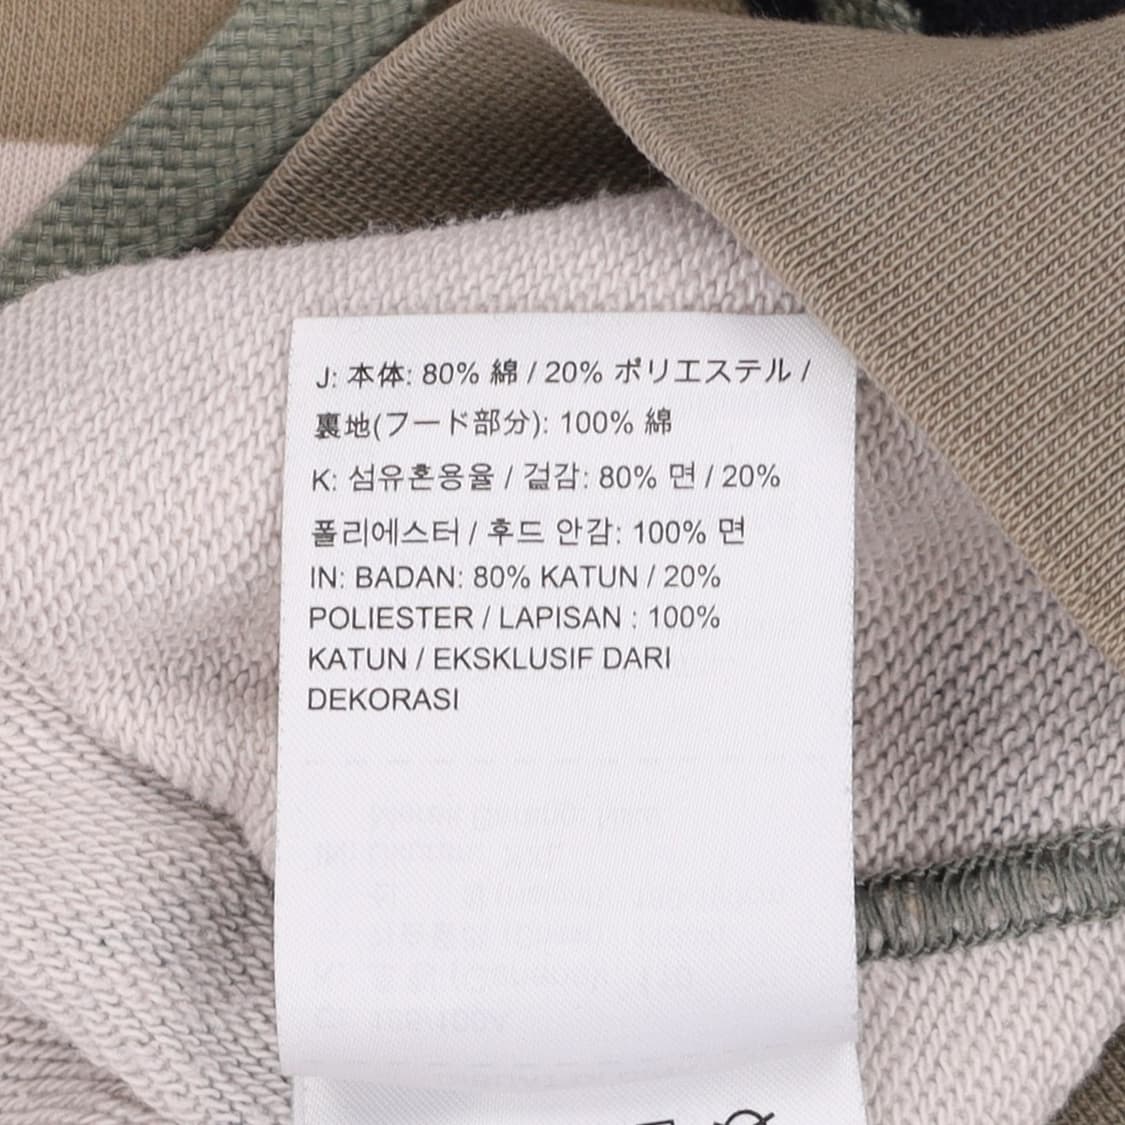 J: 本体: 80% 綿 / 20% ポリエステル /
裏地(フード部分): 100% 綿
K: 섬유혼용율 / 겉감: 80% 면 / 20%
폴리에스터 / 후드 안감: 100% 면
IN: BADAN: 80% KATUN / 20%
POLIESTER / LAPISAN : 100%
KATUN / EKSKLUSIF DARI
DEKORASI